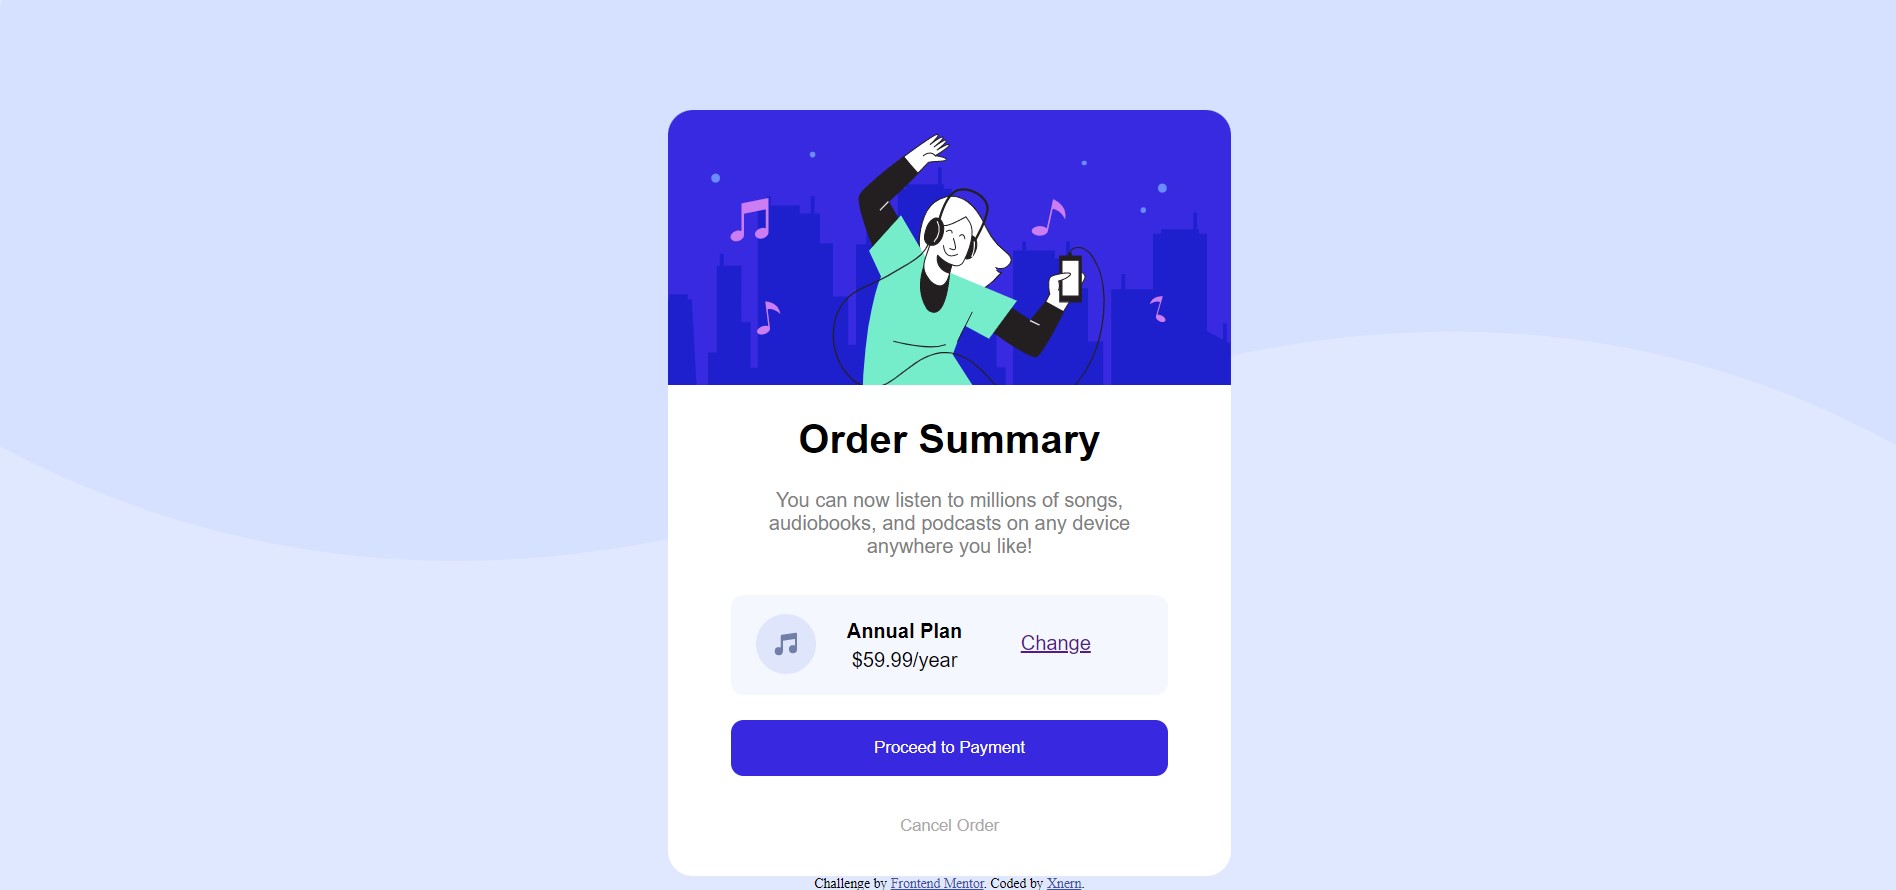 Order Summary
You can now listen to millions of songs,
audiobooks, and podcasts on any device
anywhere you like!
Annual Plan
$59.99/year
Change
Proceed to Payment
Cancel Order
Challenge by Frontend Mentor. Coded by Xnern.